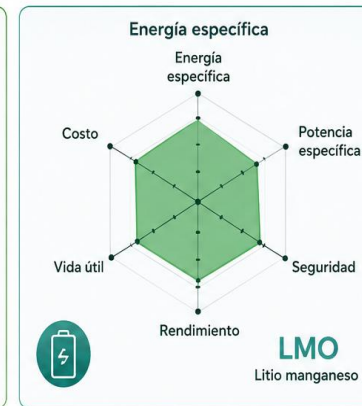 Energía específica
Energía
específica
Costo
Potencia
específica
Vida útil
Seguridad
Rendimiento
LMO
Litio manganeso